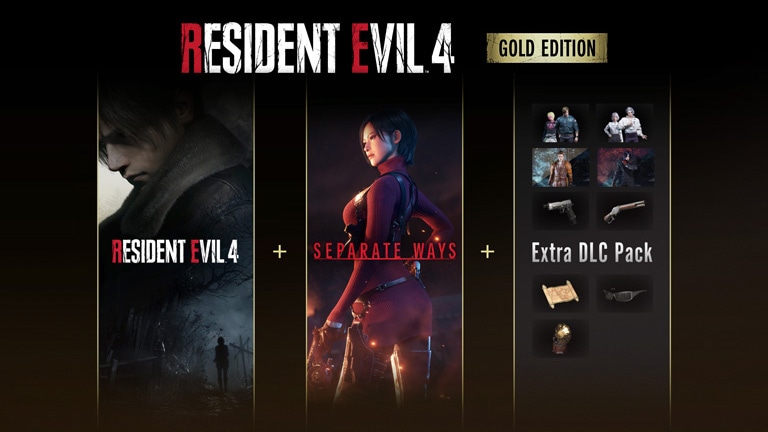 RESIDENT EVIL 4
GOLD EDITION
RESIDENT EVIL 4
+
SEPARATE WAYS
+
Extra DLC Pack